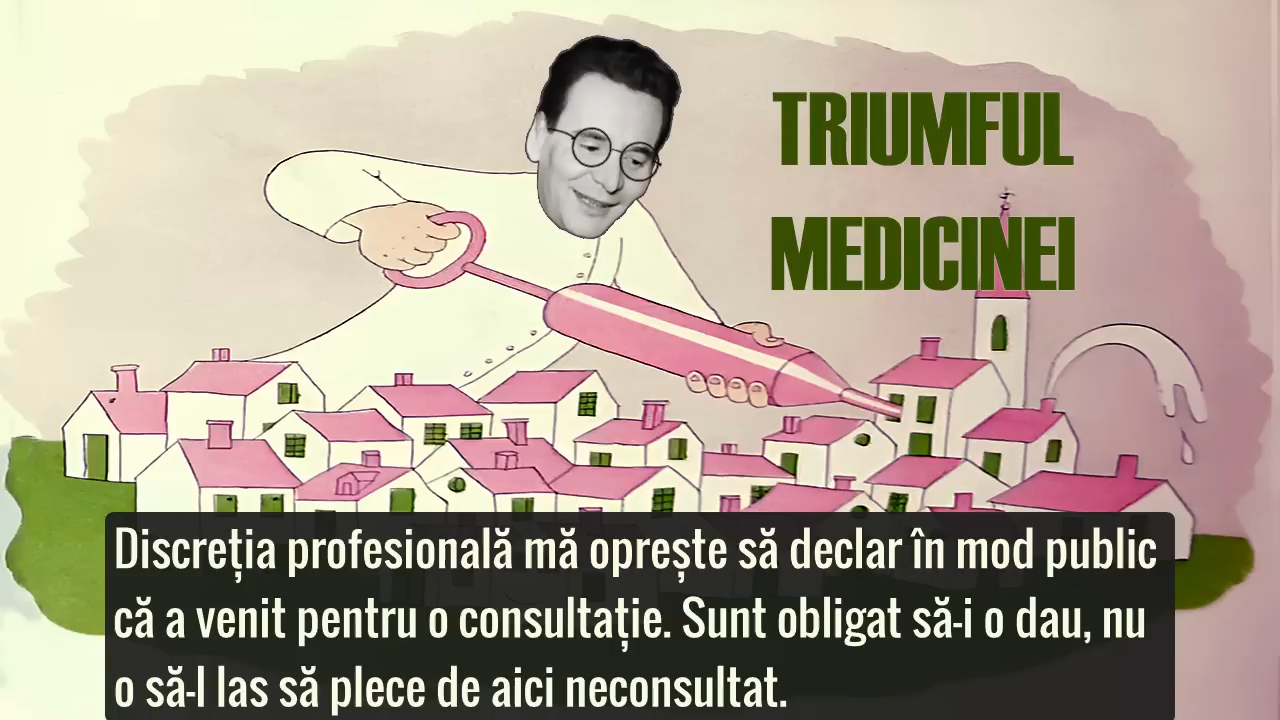 TRIUMFUL
MEDICINEI
Discreția profesională mă oprește să declar în mod public
că a venit pentru o consultație. Sunt obligat să-i o dau, nu
o să-l las să plece de aici neconsultat.